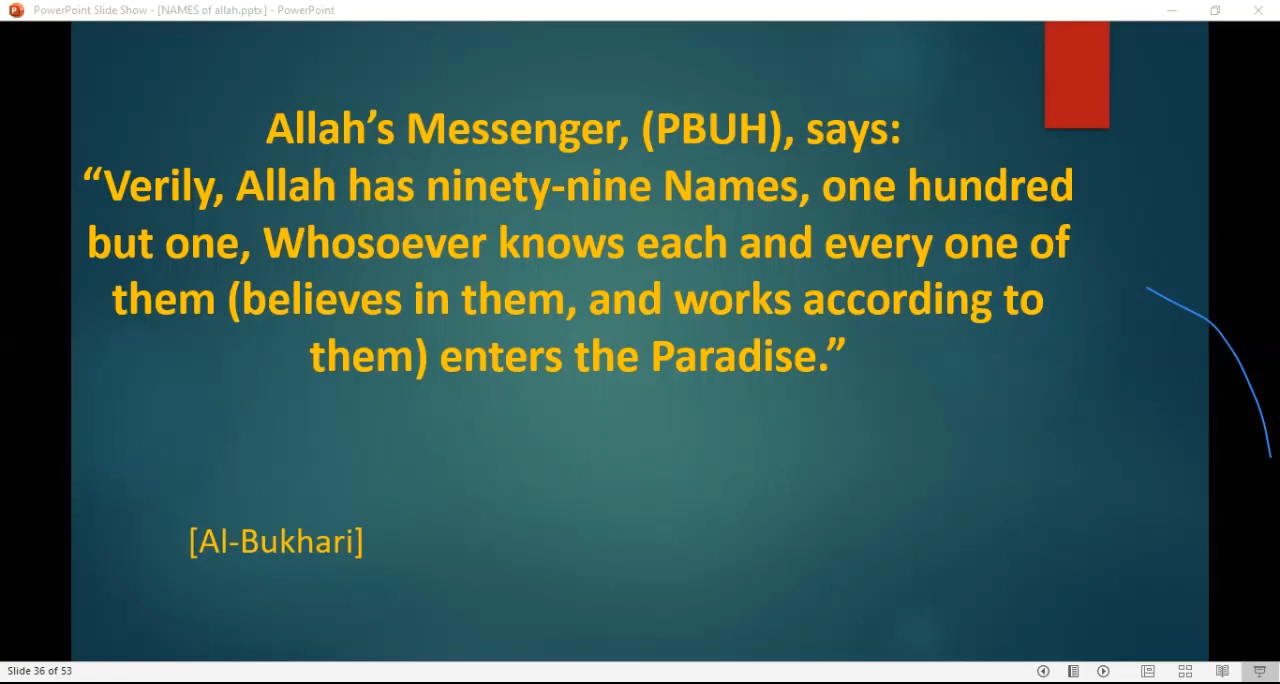 PowerPoint Slide Show - [NAMES of allah.pptx] - PowerPoint
Allah’s Messenger, (PBUH), says:
“Verily, Allah has ninety-nine Names, one hundred
but one, Whosoever knows each and every one of
them (believes in them, and works according to
them) enters the Paradise.”
[Al-Bukhari]
Slide 36 of 53